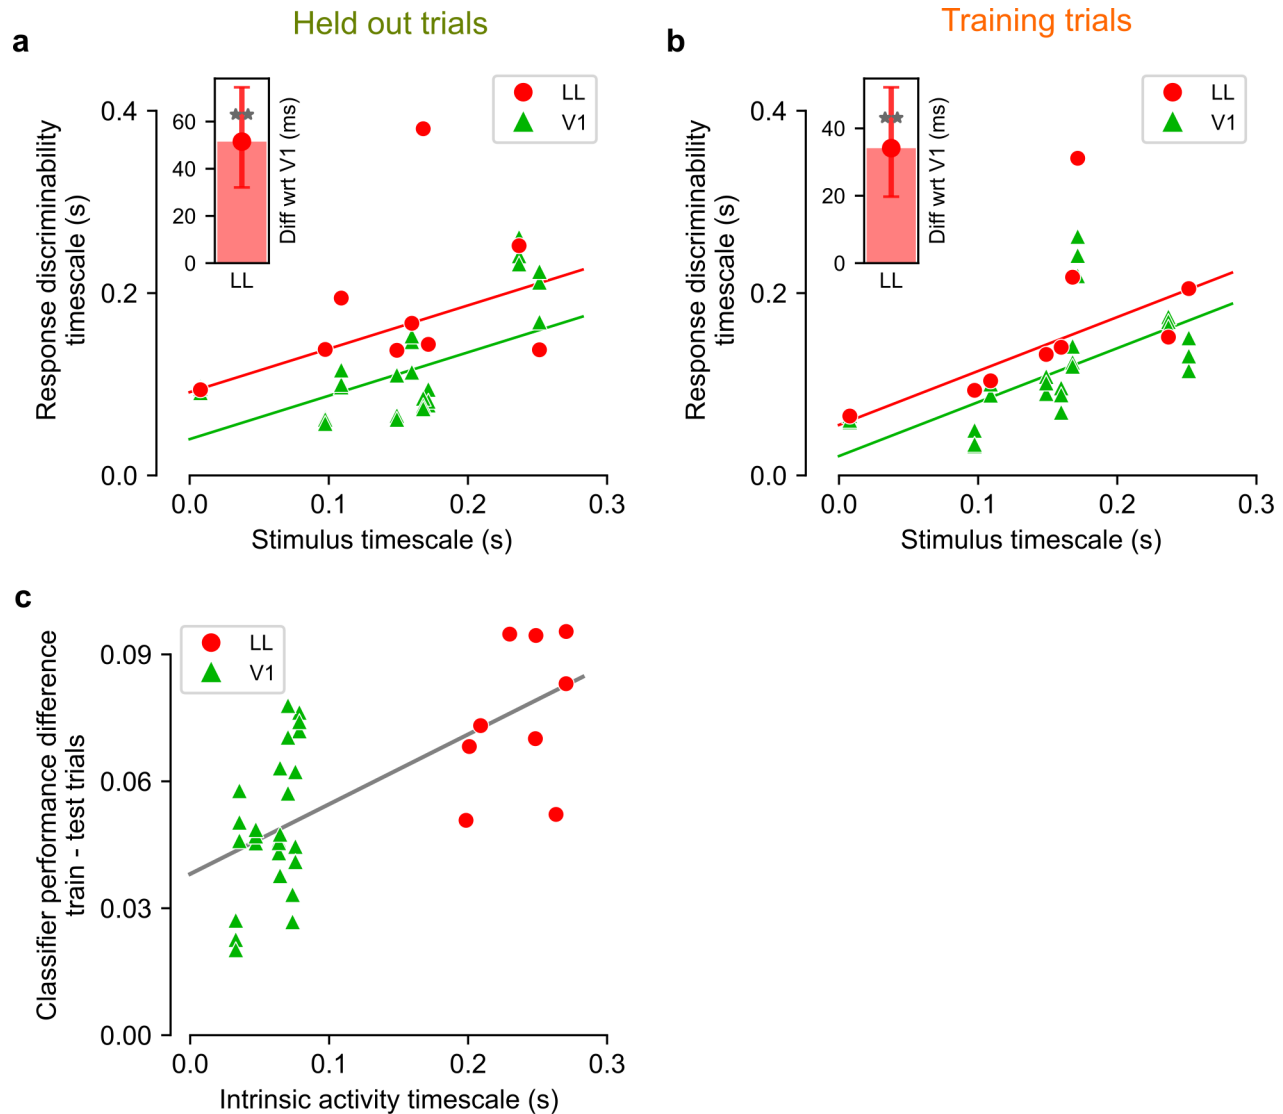 Held out trials
Training trials
a
b
Response discriminability
timescale (s)
0.4
0.2
0.0
60
40
20
0
LL
Diff wrt V1 (ms)
LL
V1
0.0
0.1
0.2
0.3
Stimulus timescale (s)
Response discriminability
timescale (s)
0.4
0.2
0.0
40
20
0
LL
Diff wrt V1 (ms)
LL
V1
0.0
0.1
0.2
0.3
Stimulus timescale (s)
c
Classifier performance difference
train - test trials
0.09
0.06
0.03
0.00
LL
V1
0.0
0.1
0.2
0.3
Intrinsic activity timescale (s)